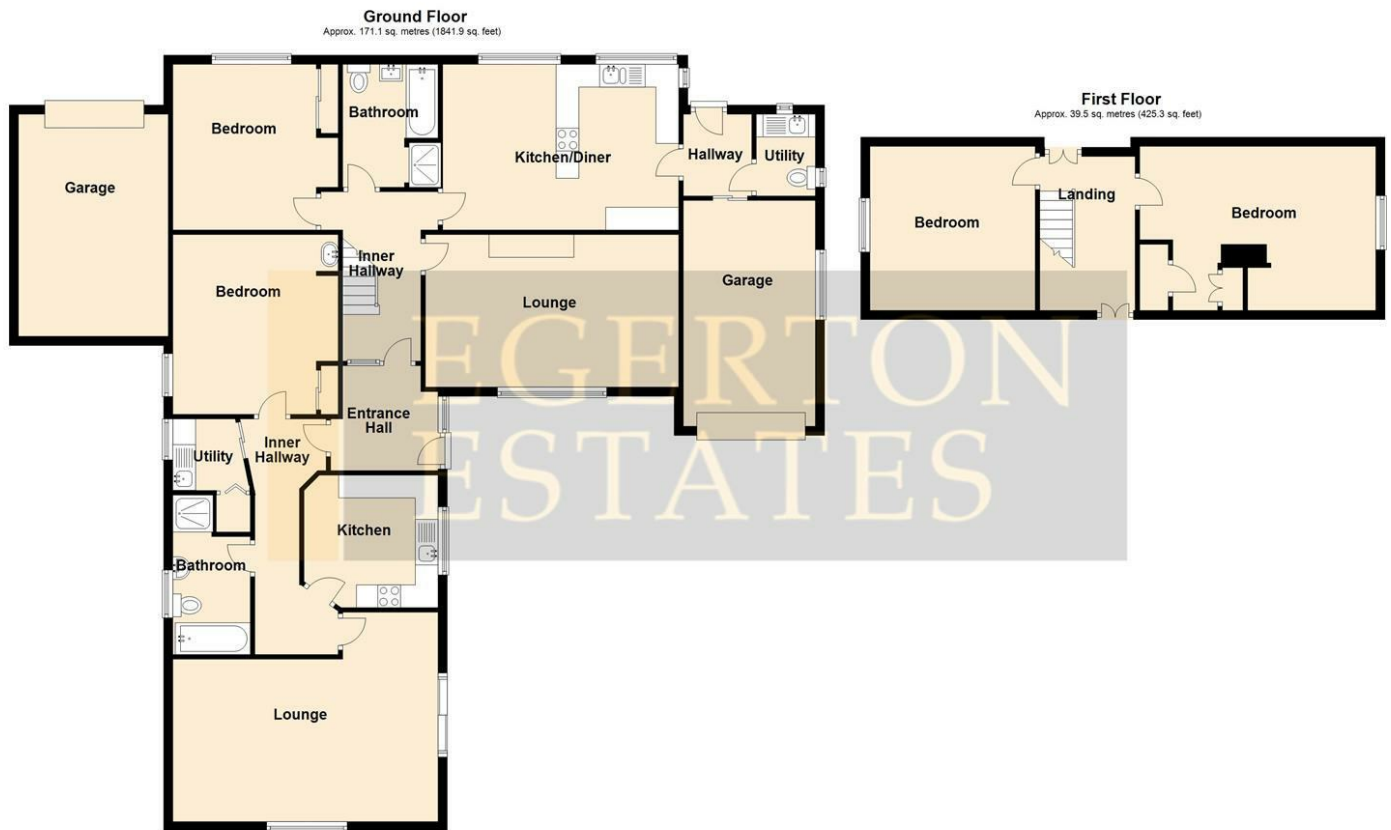 Ground Floor
Approx. 171.1 sq. metres (1841.9 sq. feet)
First Floor
Approx. 39.5 sq. metres (425.3 sq. feet)
Bedroom
Bathroom
Kitchen/Diner
Hallway
Utility
Garage
Bedroom
Inner
Hallway
Lounge
Garage
Entrance
Hall
Inner
Hallway
Utility
Kitchen
Bathroom
Lounge
Bedroom
Landing
Bedroom
EGERTON
ESTATES